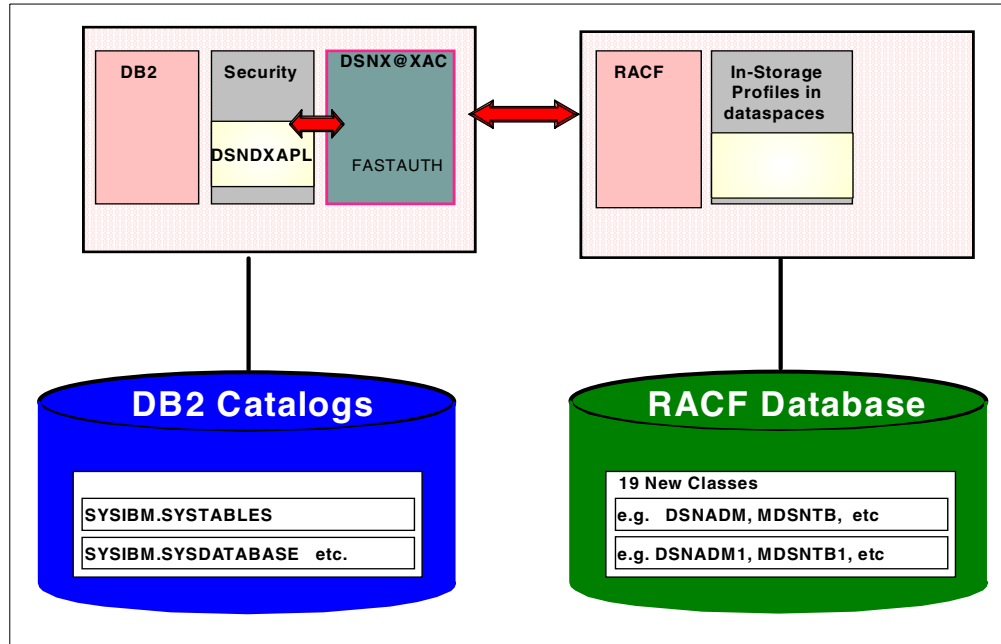 DB2
Security
DSNDXAPL
DSNX@XAC
FASTAUTH
RACF
In-Storage
Profiles in
dataspaces
DB2 Catalogs
SYSIBM.SYSTABLES
SYSIBM.SYSDATABASE etc.
RACF Database
19 New Classes
e.g. DSNADM, MDSNTB, etc
e.g. DSNADM1, MDSNTB1, etc